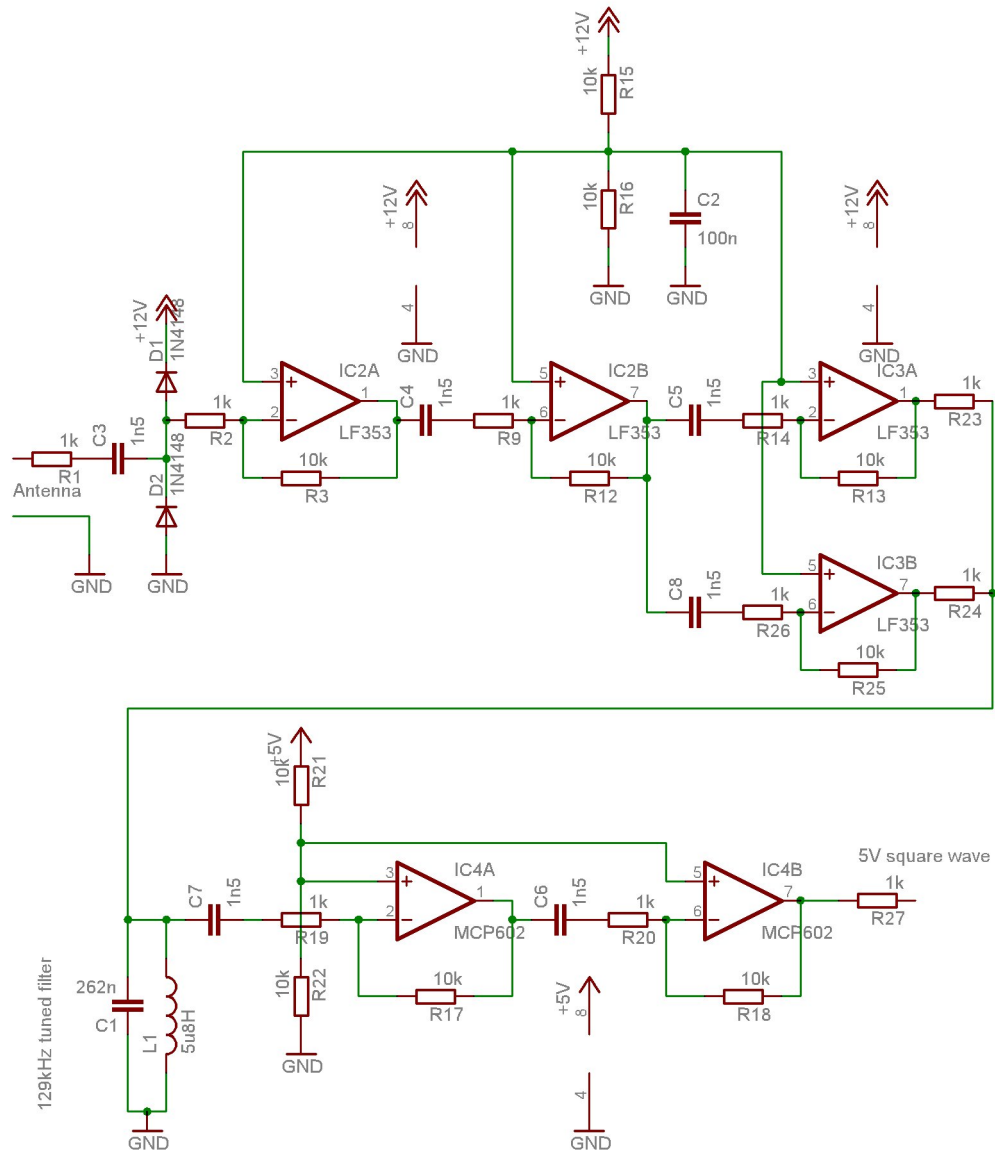 +12V
10k
R15
10k
R16
C2
100n
GND
GND
+12V
8
4
GND
+12V
8
4
GND
+12V
D1
1N4148
D2
1N4148
GND
1k
R1
C3
1n5
Antenna
GND
1k
R2
3
2
1
IC2A
LF353
10k
R3
C4
1n5
1k
R9
5
6
7
IC2B
LF353
10k
R12
C5
1n5
1k
R14
3
2
1
IC3A
LF353
10k
R13
1k
R23
C8
1n5
1k
R26
5
6
7
IC3B
LF353
10k
R25
1k
R24
+5V
10k
R21
10k
R22
GND
C7
1n5
1k
R19
3
2
1
IC4A
MCP602
10k
R17
C6
1n5
1k
R20
5
6
7
IC4B
MCP602
10k
R18
5V square wave
1k
R27
129kHz tuned filter
262n
C1
L1
5u8H
GND
+5V
8
4
GND